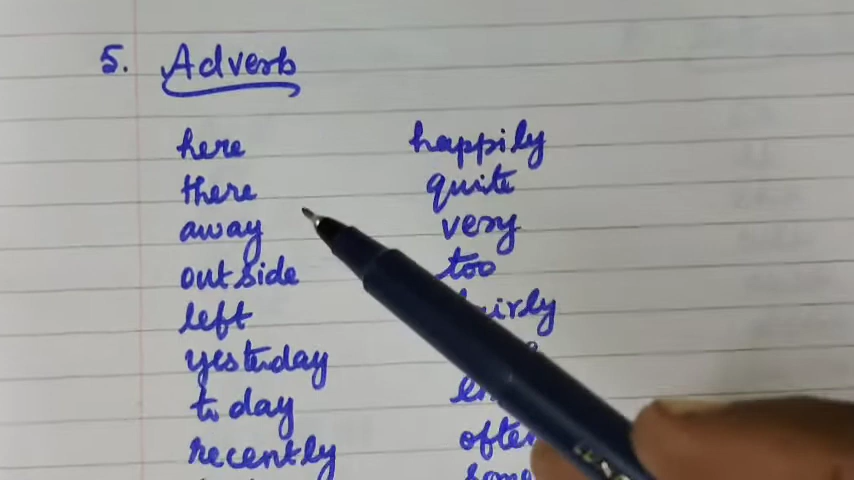 5. Adverb
here
there
away
outside
left
yesterday
today
recently
happily
quite
very
too